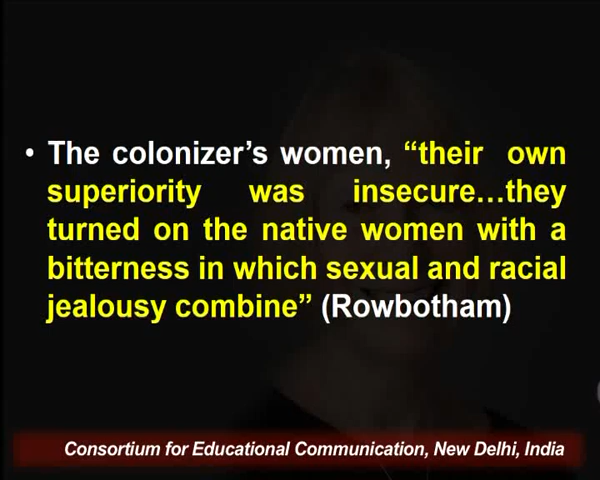 • The colonizer's women, “their own
superiority was insecure...they
turned on the native women with a
bitterness in which sexual and racial
jealousy combine” (Rowbotham)
Consortium for Educational Communication, New Delhi, India